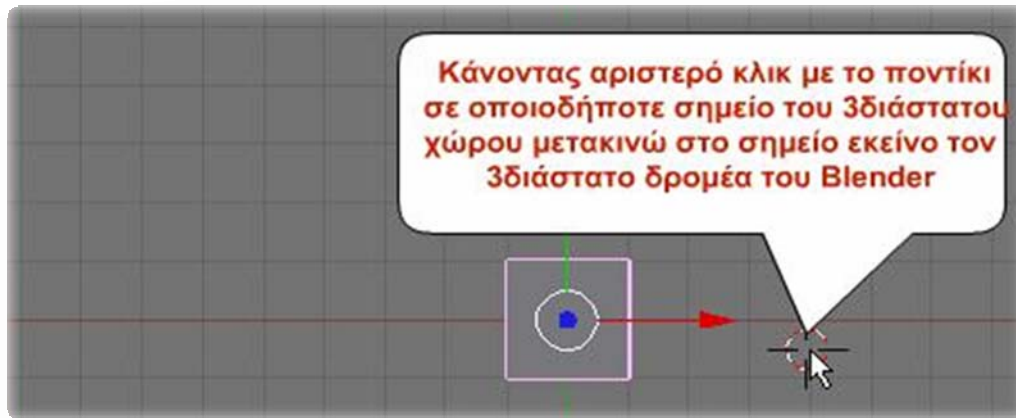 Κάνοντας αριστερό κλικ με το ποντίκι
σε οποιοδήποτε σημείο του 3διάστατου
χώρου μετακινώ στο σημείο εκείνο τον
3διάστατο δρομέα του Blender